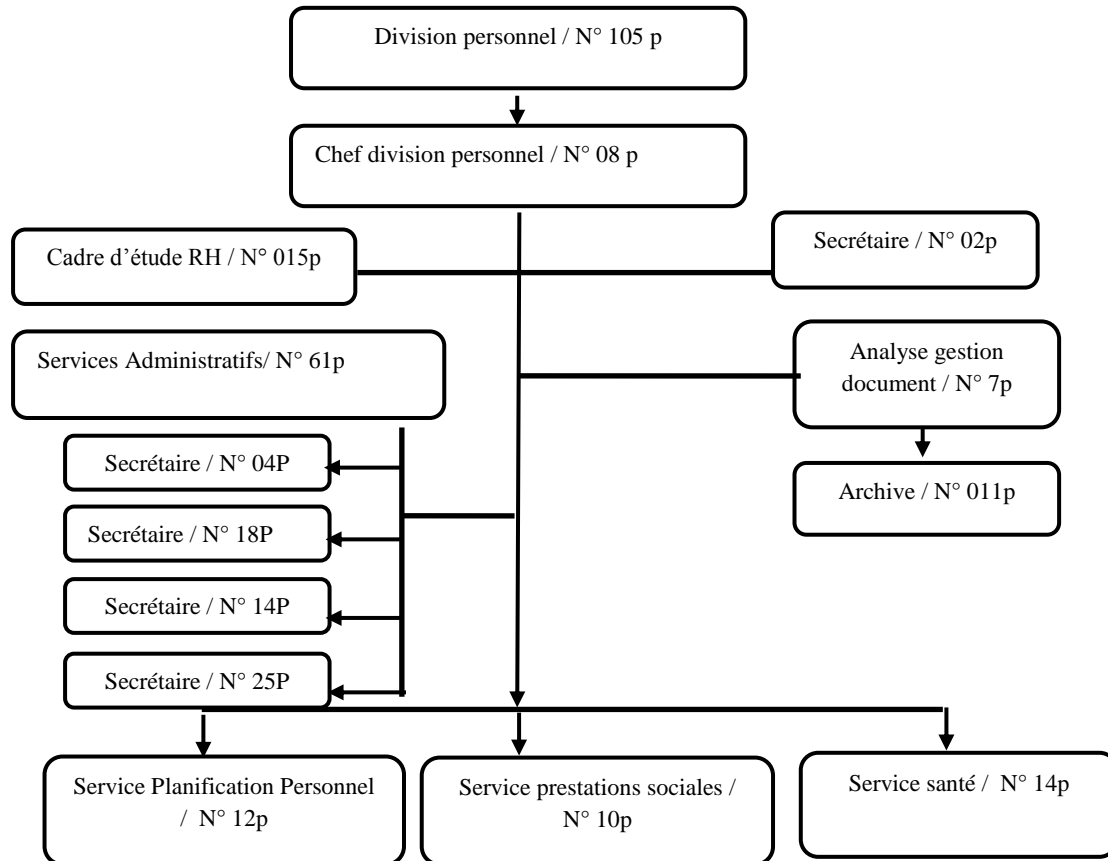 Division personnel / N° 105 p
Chef division personnel / N° 08 p
Cadre d’étude RH / N° 015p
Secrétaire / N° 02p
Services Administratifs/ N° 61p
Analyse gestion
document / N° 7p
Secrétaire / N° 04P
Archive / N° 011p
Secrétaire / N° 18P
Secrétaire / N° 14P
Secrétaire / N° 25P
Service Planification Personnel
/ N° 12p
Service prestations sociales /
N° 10p
Service santé / N° 14p